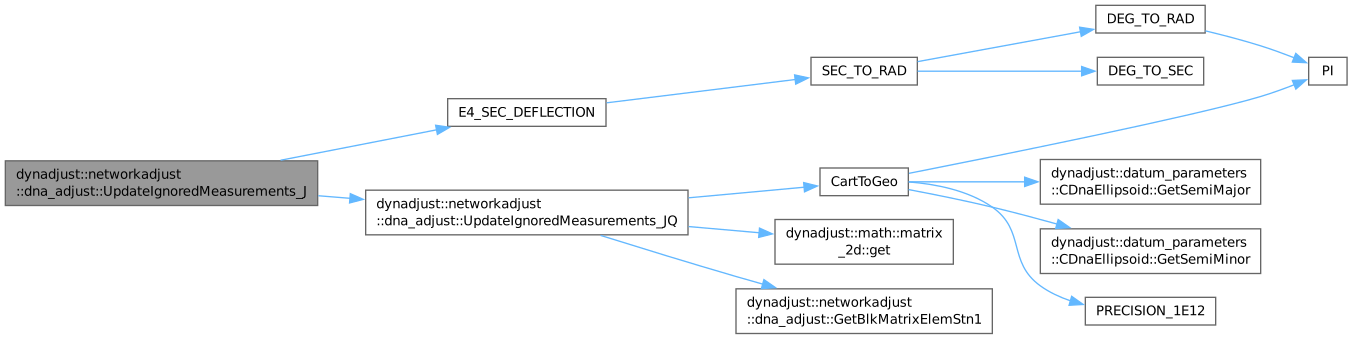 dynadjust::networkadjust
::dna_adjust::UpdateIgnoredMeasurements_J
E4_SEC_DEFLECTION
dynadjust::networkadjust
::dna_adjust::UpdateIgnoredMeasurements_JQ
SEC_TO_RAD
CartToGeo
dynadjust::math::matrix
_2d::get
dynadjust::networkadjust
::dna_adjust::GetBlkMatrixElemStn1
DEG_TO_RAD
DEG_TO_SEC
dynadjust::datum_parameters
::CDnaEllipsoid::GetSemiMajor
dynadjust::datum_parameters
::CDnaEllipsoid::GetSemiMinor
PRECISION_1E12
PI